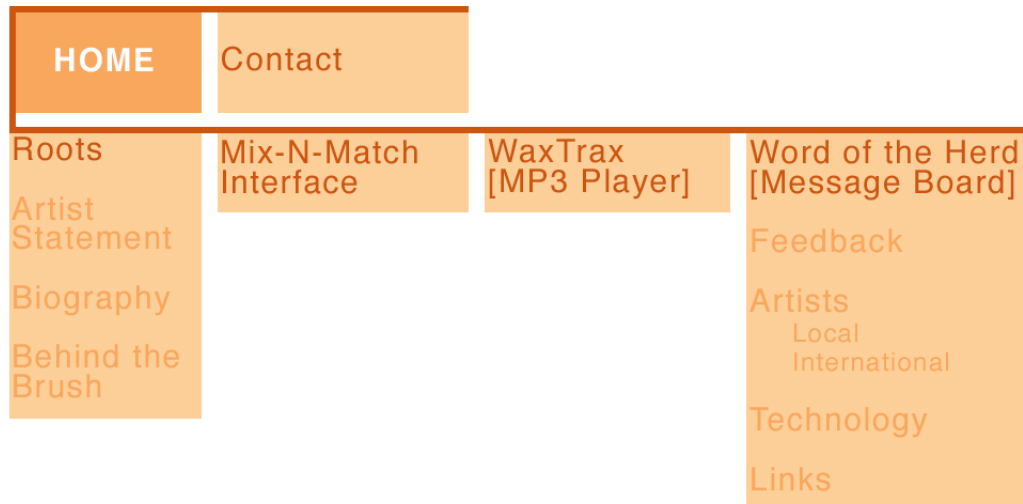 HOME
Contact
Roots
Artist
Statement
Biography
Behind the
Brush
Mix-N-Match
Interface
WaxTrax
[MP3 Player]
Word of the Herd
[Message Board]
Feedback
Artists
Local
International
Technology
Links